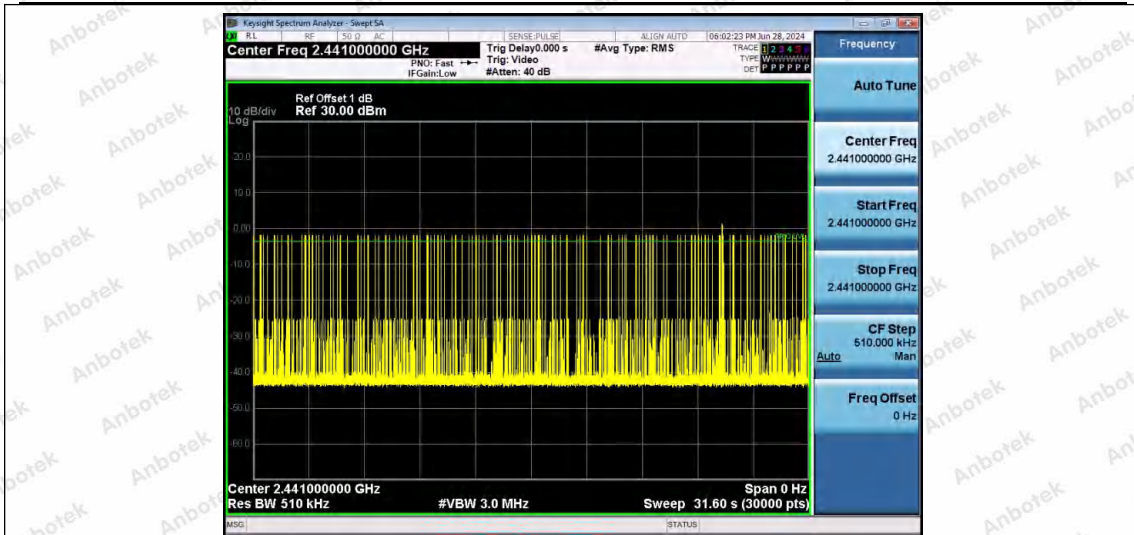 Keysight Spectrum Analyzer - Swept SA
RL RF 50 Ω AC SENSE:PULSE ALIGN AUTO 06:02:23 PM Jun 28, 2024
Center Freq 2.441000000 GHz
PNO: Fast
IFGain:Low
Trig Delay0.000 s
Trig: Video
#Atten: 40 dB
#Avg Type: RMS
TRACE 1 2 3 4 5 6
TYPE WWWWWW
DET P P P P P P
Ref Offset 1 dB
10 dB/div Ref 30.00 dBm
Log
20.0
10.0
0.00
-10.0
-20.0
-30.0
-40.0
-50.0
-60.0
Center 2.441000000 GHz Span 0 Hz
Res BW 510 kHz #VBW 3.0 MHz Sweep 31.60 s (30000 pts)
MSG STATUS
Frequency
Auto Tune
Center Freq
2.441000000 GHz
Start Freq
2.441000000 GHz
Stop Freq
2.441000000 GHz
CF Step
510.000 kHz
Auto Man
Freq Offset
0 Hz
Anbotek